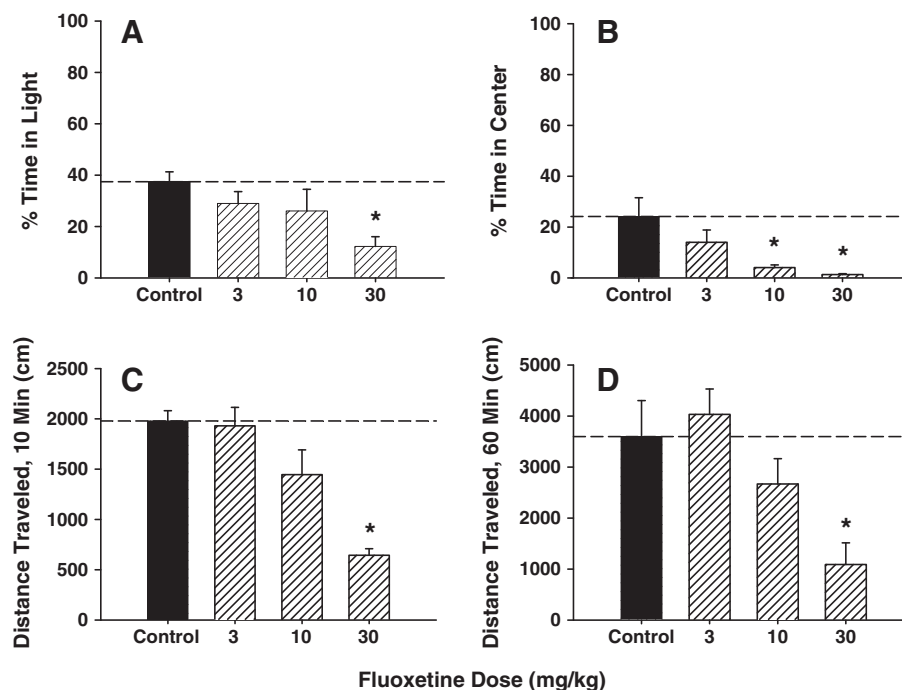 A
% Time in Light
100
80
60
40
20
0
*
Control 3 10 30
B
% Time in Center
100
80
60
40
20
0
* *
Control 3 10 30
C
Distance Traveled, 10 Min (cm)
2500
2000
1500
1000
500
0
*
Control 3 10 30
D
Distance Traveled, 60 Min (cm)
5000
4000
3000
2000
1000
0
*
Control 3 10 30
Fluoxetine Dose (mg/kg)